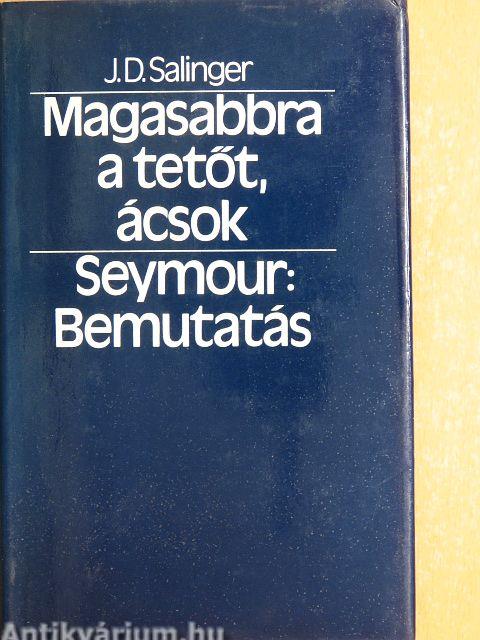 J.D. Salinger
Magasabbra
a tetőt,
ácsok
Seymour:
Bemutatás
Antikvárium.hu